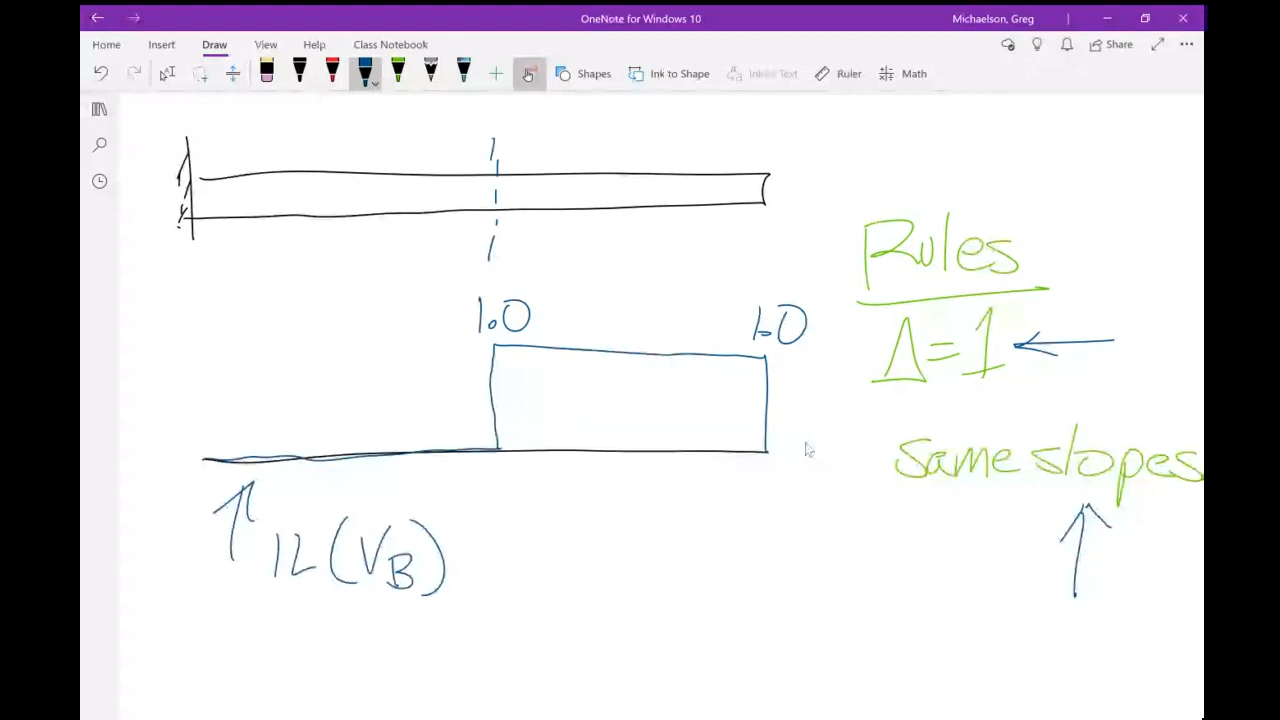 OneNote for Windows 10
Michaelson, Greg
Home Insert Draw View Help Class Notebook
Share
Shapes Ink to Shape Ink to Text Ruler Math
Rules
1.0 1.0
Δ=1
same slopes
IL(VB)